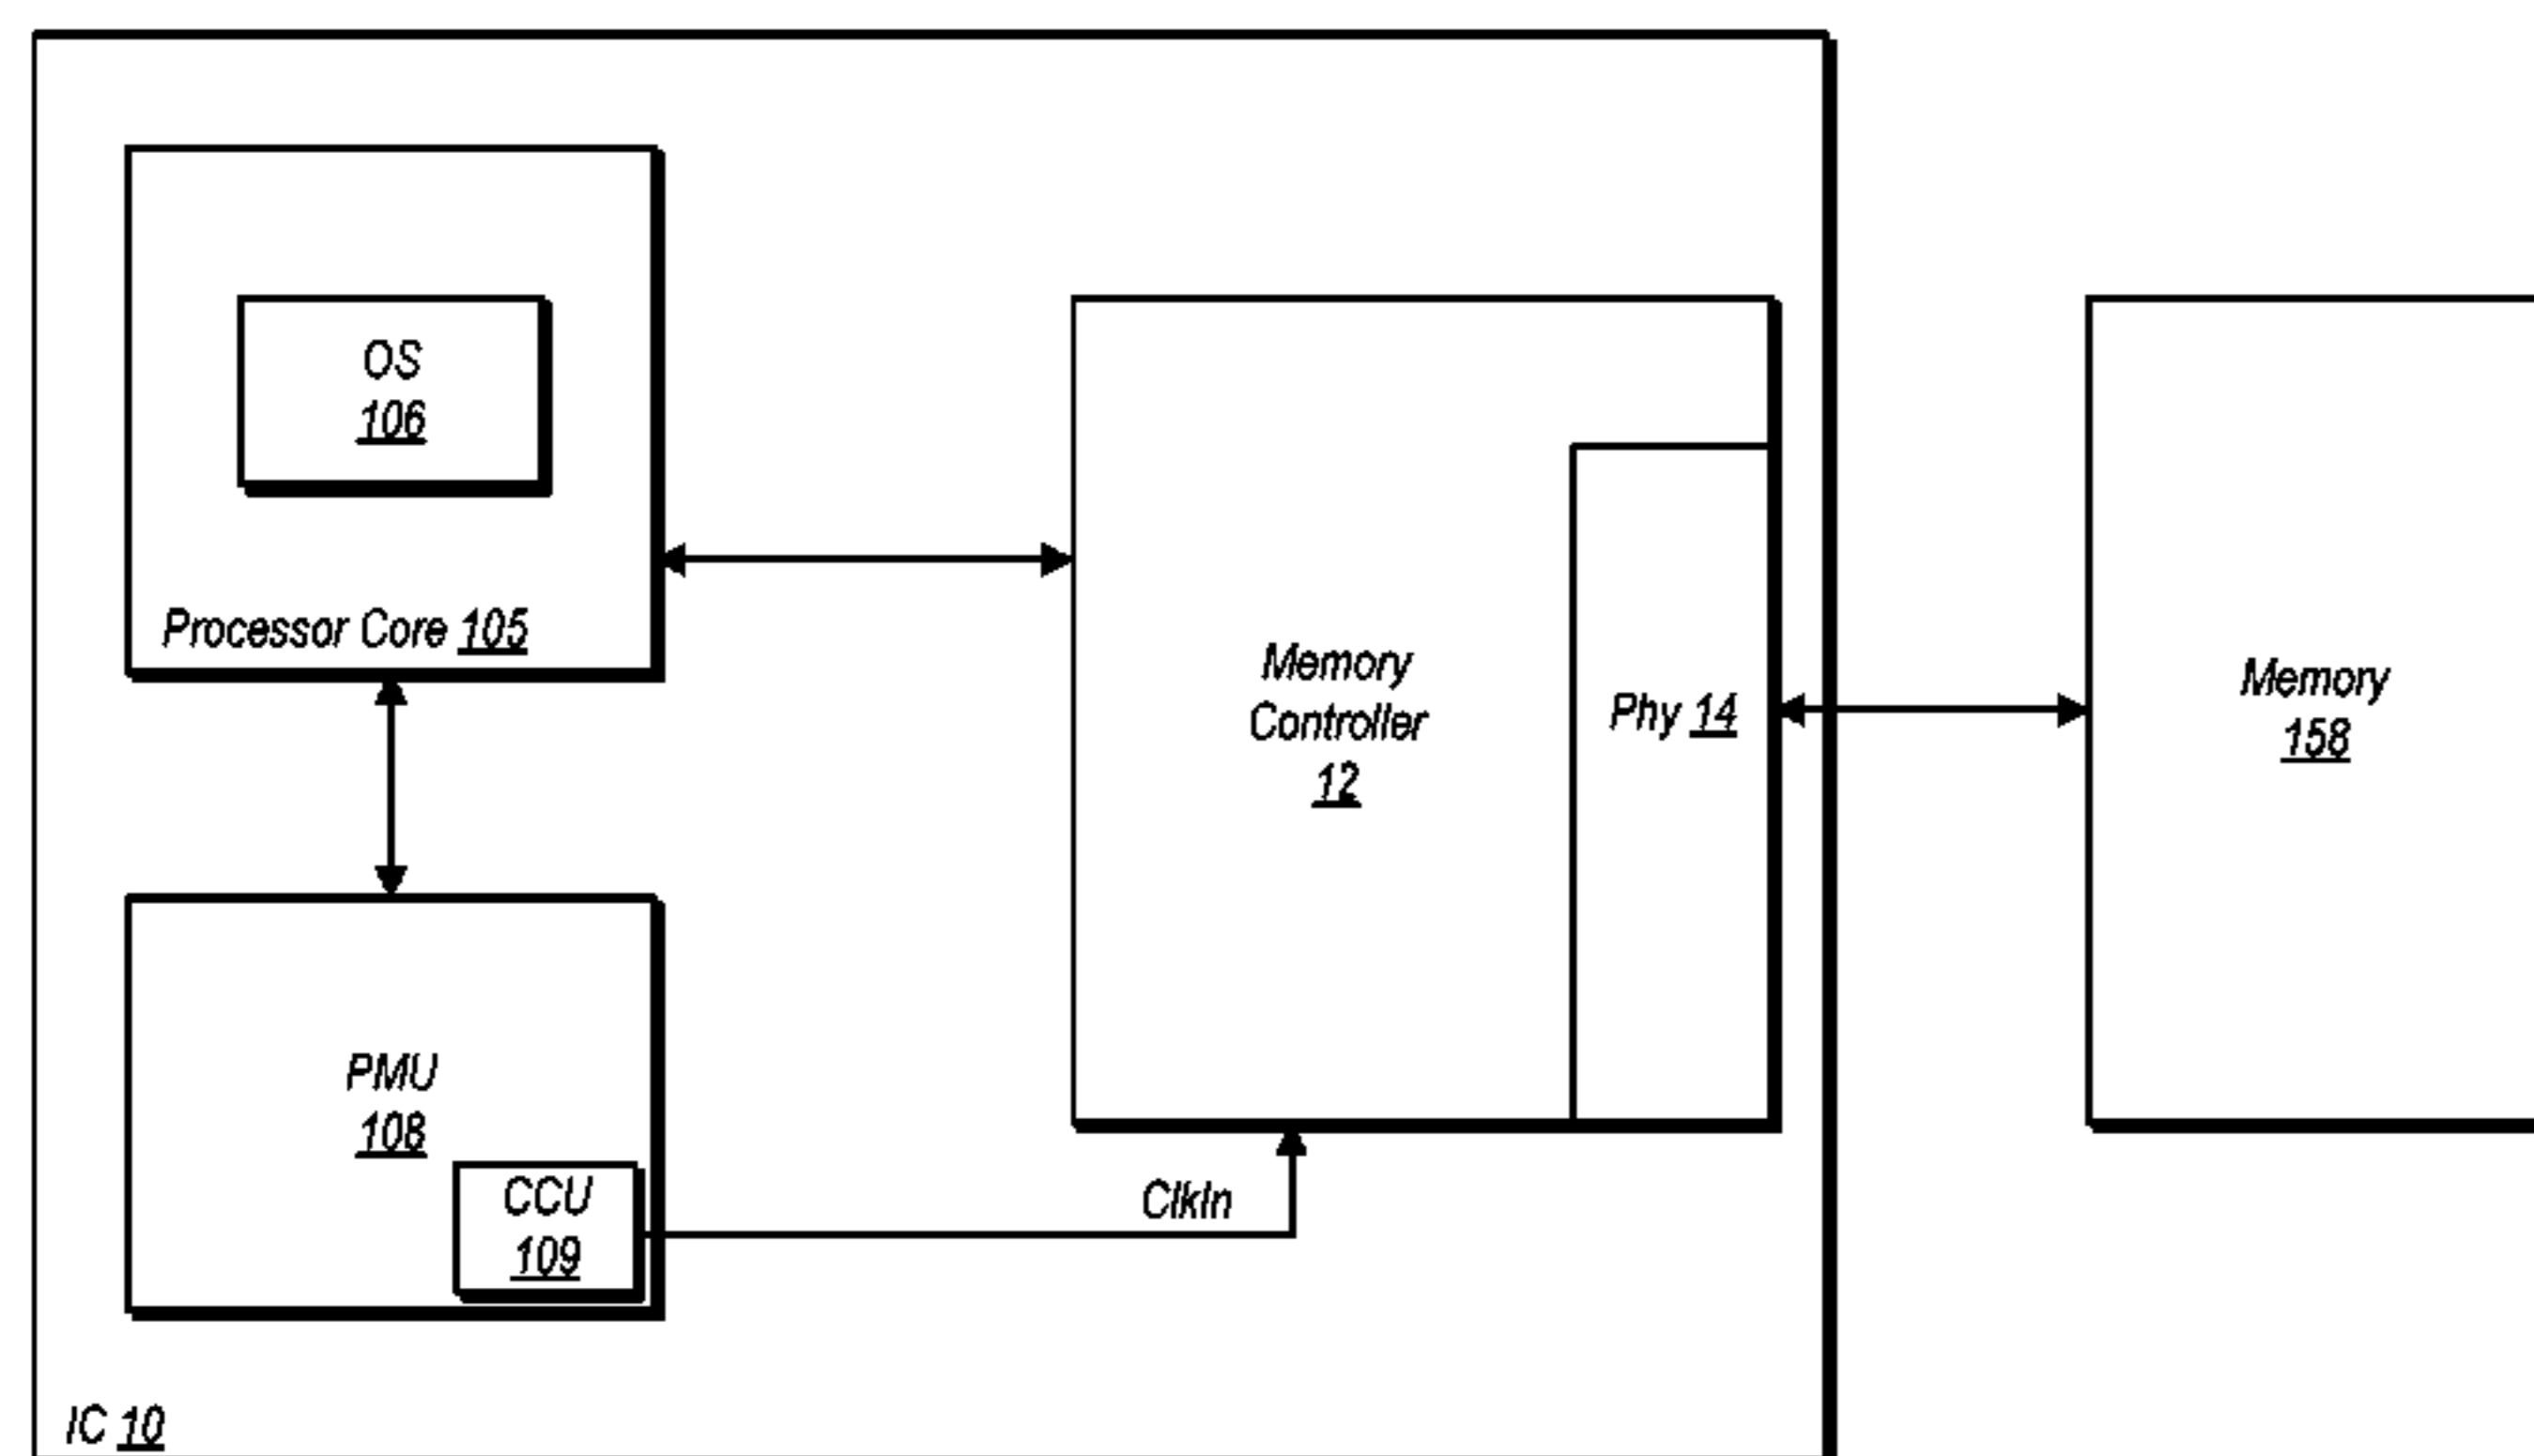 OS
106
Processor Core 105
Memory
Controller
12
Phy 14
Memory
158
PMU
108
CCU
109
ClkIn
IC 10